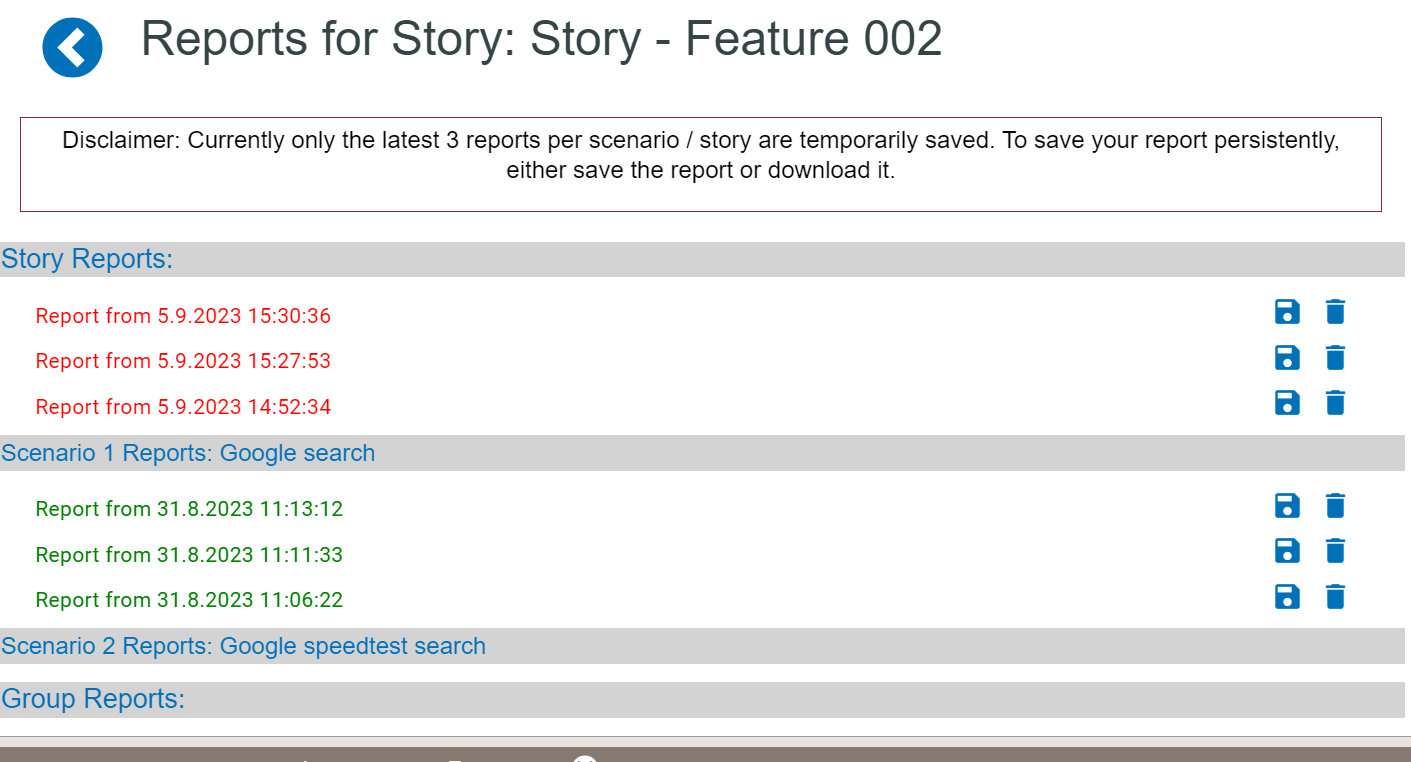 Reports for Story: Story - Feature 002
Disclaimer: Currently only the latest 3 reports per scenario / story are temporarily saved. To save your report persistently,
either save the report or download it.
Story Reports:
Report from 5.9.2023 15:30:36
Report from 5.9.2023 15:27:53
Report from 5.9.2023 14:52:34
Scenario 1 Reports: Google search
Report from 31.8.2023 11:13:12
Report from 31.8.2023 11:11:33
Report from 31.8.2023 11:06:22
Scenario 2 Reports: Google speedtest search
Group Reports: